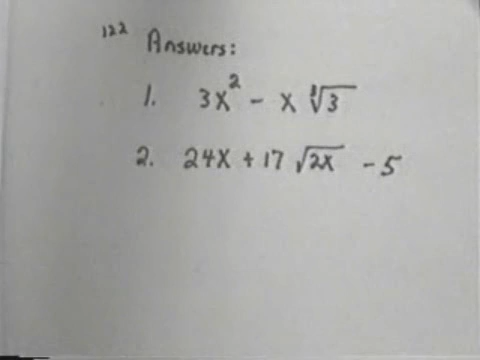 122 Answers:
1. 3x² - x ∛3
2. 24x + 17 √2x - 5